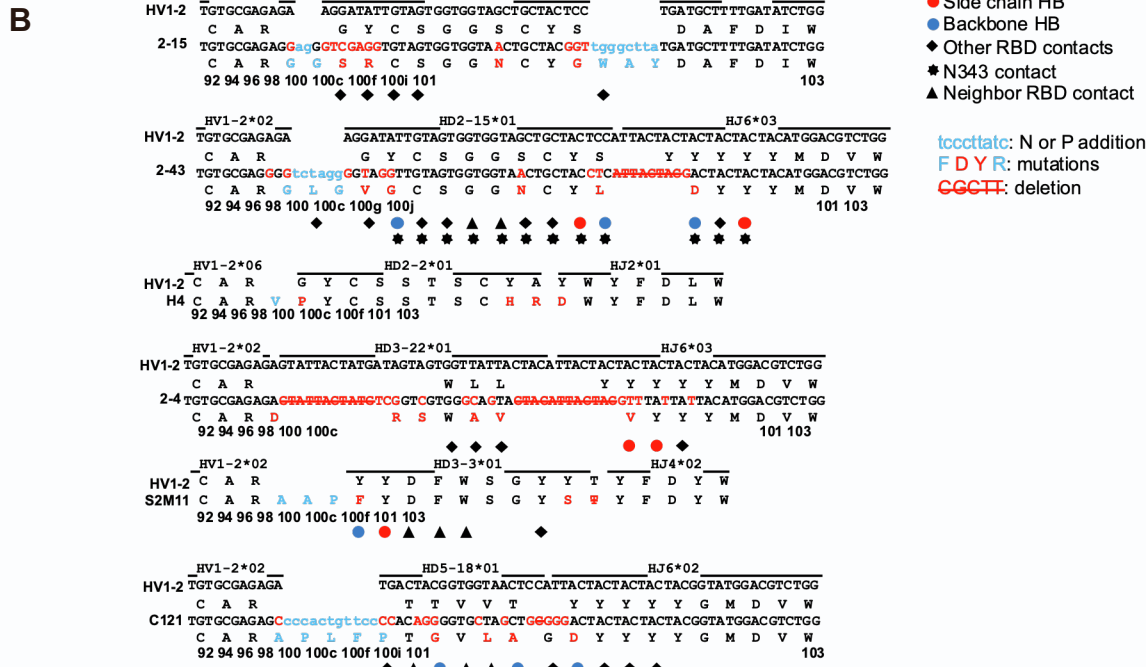 B
HV1-2 TGTGCGAGAGA AGGATATTGTAGTGGTGGTAGCTGCTACTCC TGATGCTTTTGATATCTGG
C A R G Y C S G G S C Y S D A F D I W
2-15 TGTGCGAGAGGagGGTCGAGGTGTAGTGGTGGTAACTGCTACGGTtgggcttaTGATGCTTTTGATATCTGG
C A R G G S R C S G G N C Y G W A Y D A F D I W
92 94 96 98 100 100c 100f 100i 101 103
HV1-2*02 HD2-15*01 HJ6*03
HV1-2 TGTGCGAGAGA AGGATATTGTAGTGGTGGTAGCTGCTACTCCATTACTACTACTACTACTACATGGACGTCTGG
C A R G Y C S G G S C Y S Y Y Y Y Y M D V W
2-43 TGTGCGAGGGGtctagggGGTAGGTGTAGTGGTGGTAACTGCTACCTCATTACTACGACTACTACTACATGGACGTCTGG
C A R G L G V G C S G G N C Y L D Y Y Y M D V W
92 94 96 98 100 100c 100g 100j 101 103
HV1-2*06 HD2-2*01 HJ2*01
HV1-2 C A R G Y C S S T S C Y A Y W Y F D L W
H4 C A R V P Y C S S T S C H R D W Y F D L W
92 94 96 98 100 100c 100f 101 103
HV1-2*02 HD3-22*01 HJ6*03
HV1-2 TGTGCGAGAGAGTATTACTATGATAGTAGTGGTTATTACTACATTACTACTACTACTACTACATGGACGTCTGG
C A R W L L Y Y Y Y Y M D V W
2-4
C A R D R S W A V V Y Y Y M D V W
92 94 96 98 100 100c 101 103
HV1-2*02 HD3-3*01 HJ4*02
HV1-2 C A R Y Y D F W S G Y Y T Y F D Y W
S2M11 C A R A A P F Y D F W S G Y S T Y F D Y W
92 94 96 98 100 100c 100f 101 103
HV1-2*02 HD5-18*01 HJ6*02
HV1-2 TGTGCGAGAGA TGACTACGGTGGTAACTCCATTACTACTACTACTACGGTATGGACGTCTGG
C A R T T V V T Y Y Y Y Y G M D V W
C121 TGTGCGAGAGCcccactgttccCCACAGGGGTGCTAGCTGGGGGACTACTACTACTACGGTATGGACGTCTGG
C A R A P L F P T G V L A G D Y Y Y Y G M D V W
92 94 96 98 100 100c 100f 100i 101 103
Side chain HB
Backbone HB
Other RBD contacts
N343 contact
Neighbor RBD contact
tcccttatc: N or P addition
F D Y R: mutations
CGCTT: deletion